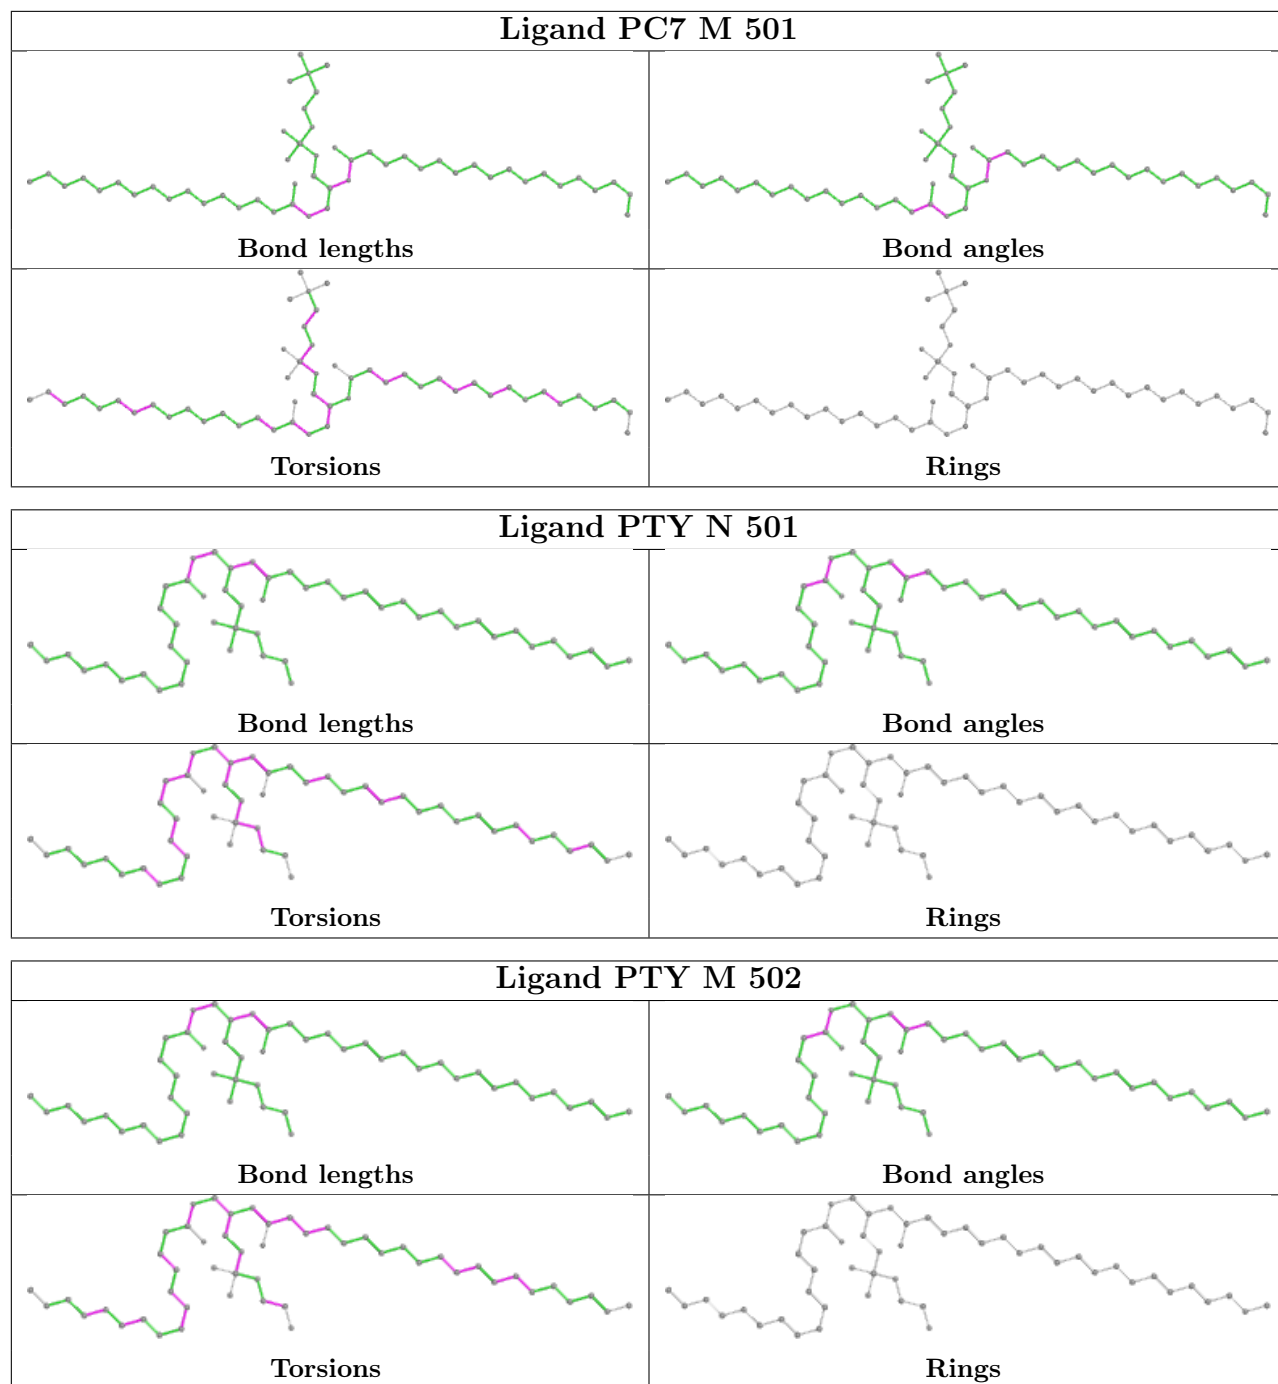 Ligand PC7 M 501
Bond lengths Bond angles
Torsions Rings
Ligand PTY N 501
Bond lengths Bond angles
Torsions Rings
Ligand PTY M 502
Bond lengths Bond angles
Torsions Rings